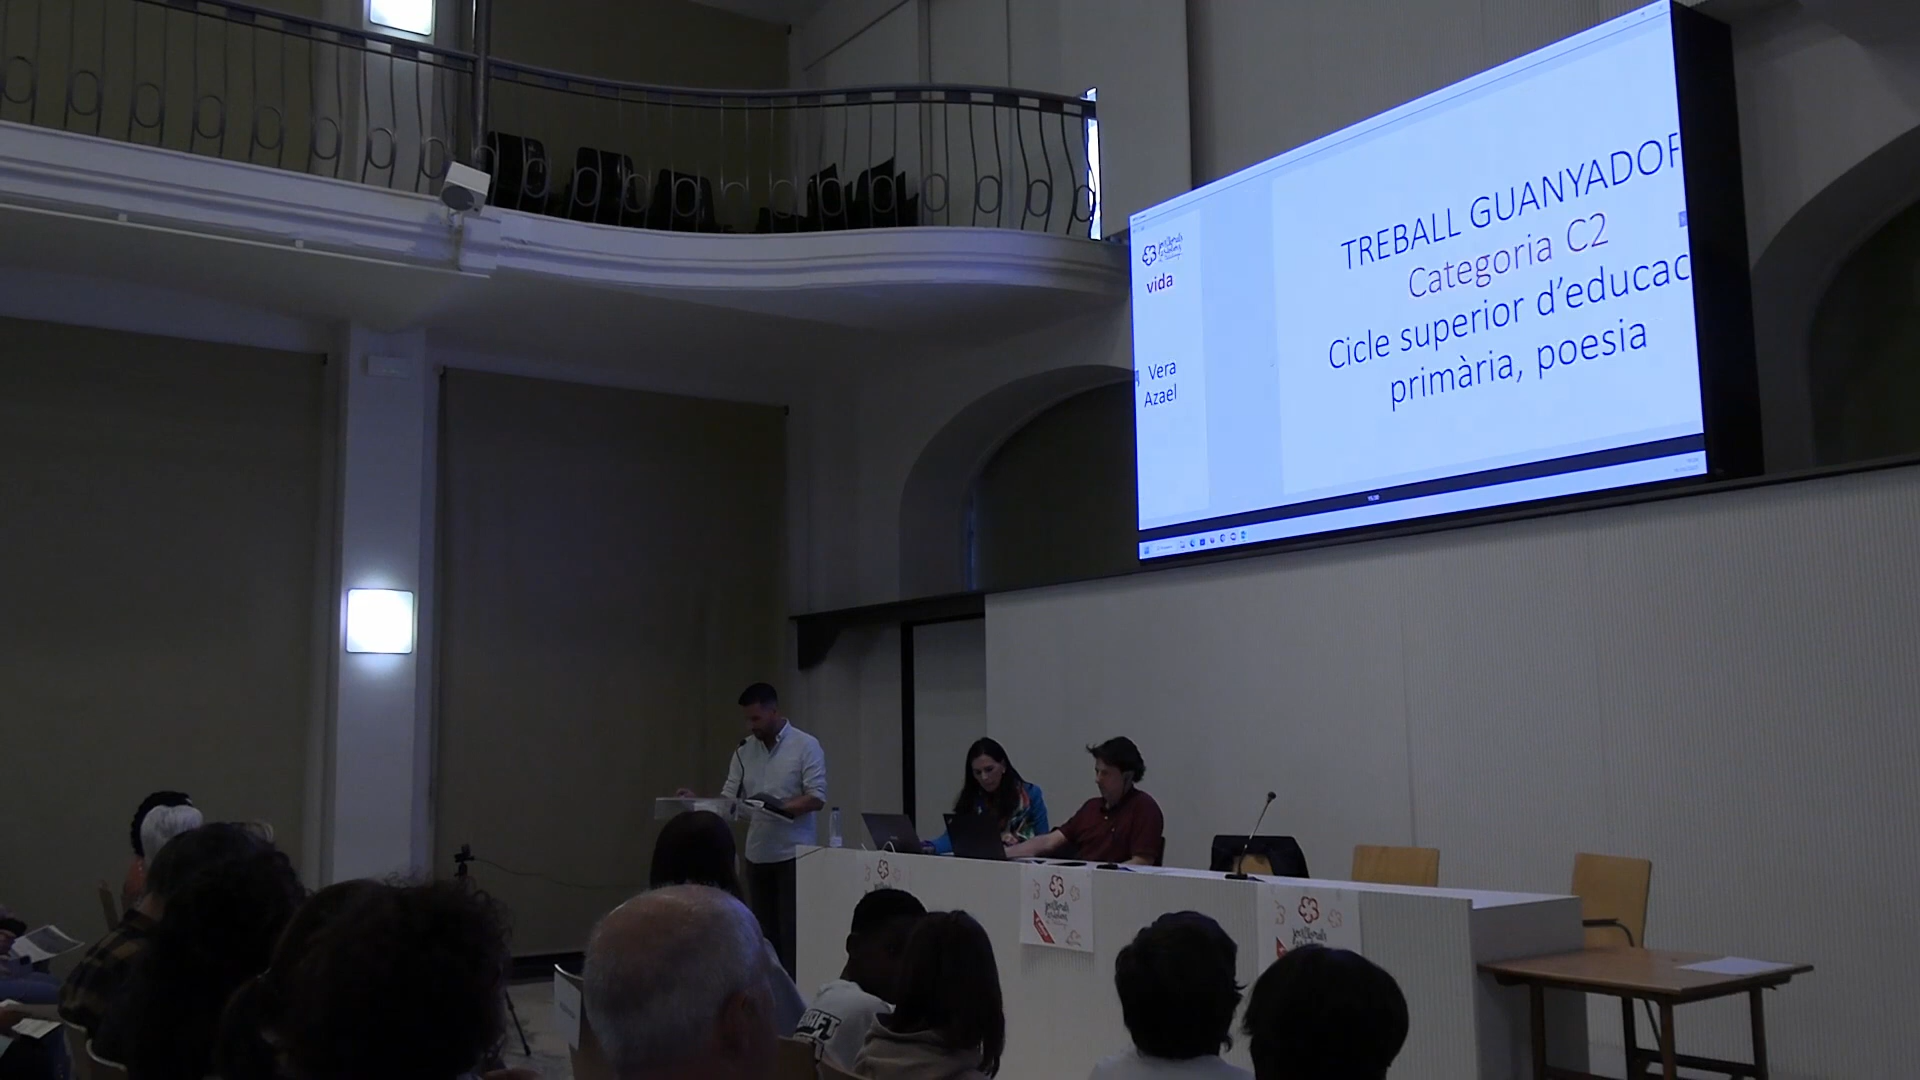 TREBALL GUANYADOR
Categoria C2
Cicle superior d'educac
primària, poesia
vida
Vera
Azael